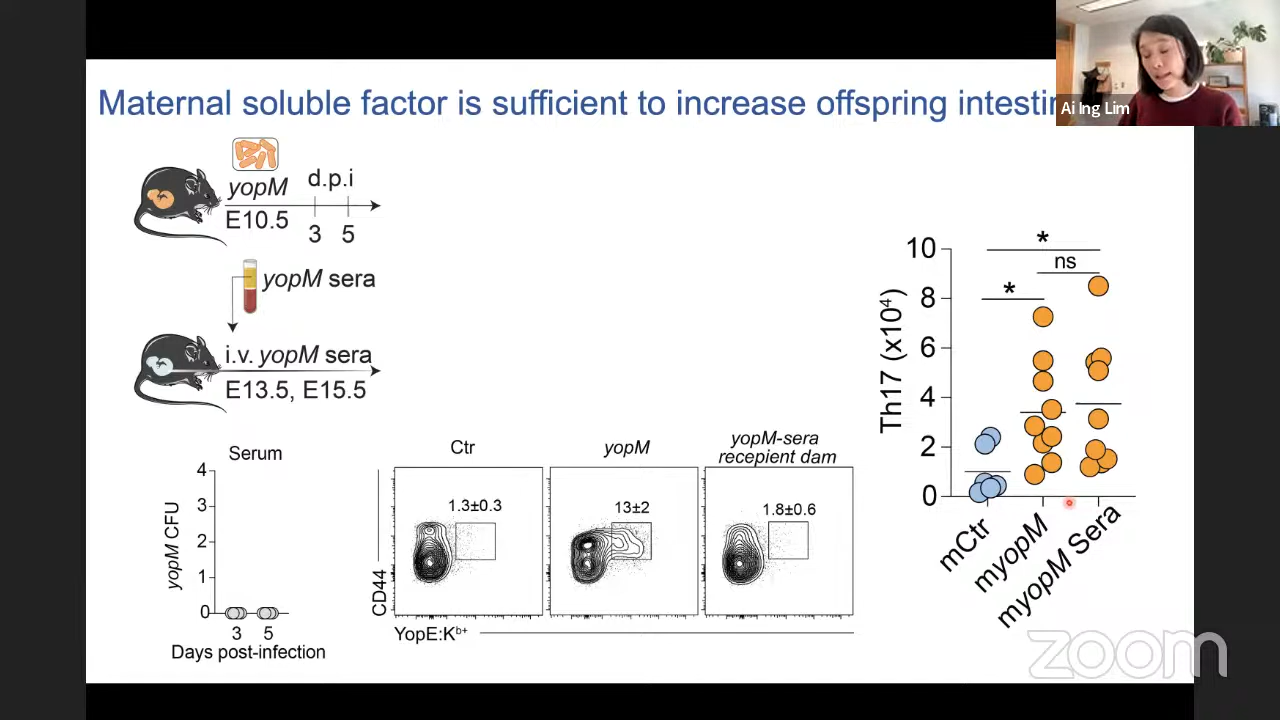 Maternal soluble factor is sufficient to increase offspring
Ai Ing Lim
yopM
d.p.i
E10.5
3 5
yopM sera
i.v. yopM sera
E13.5, E15.5
Serum
yopM CFU
4
3
2
1
0
3 5
Days post-infection
Ctr
yopM
yopM-sera
recepient dam
1.3±0.3
13±2
1.8±0.6
CD44
YopE:Kb+
Th17 (x10⁴)
10
8
6
4
2
0
*
ns
*
mCtr
myopM
myopM Sera
zoom